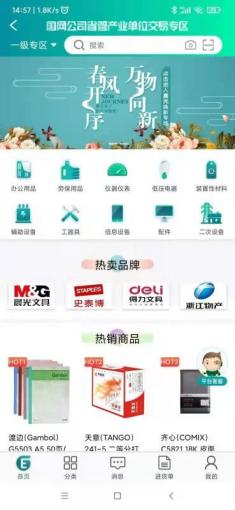 14:57 | 1.8K/s
国网公司省管产业单位交易专区
一级专区
搜索
春风开序
万物向新
NEW
JOURNEY
办公用品 劳保用品 仪器仪表 低压电器 装置性材料
辅助设备 工器具 信息设备 配件 二次设备
热卖品牌
M&G STAPLES deli
晨光文具 史泰博 得力文具 浙江物产
热销商品
HOT1 HOT2 HOT3
平台客服
渡边(Gambol) 天章(TANGO) 齐心(COMIX)
G5503 A5 50页/ 241-5 二等分打 C5821 18K 皮面
首页 分类 消息 进货单 我的